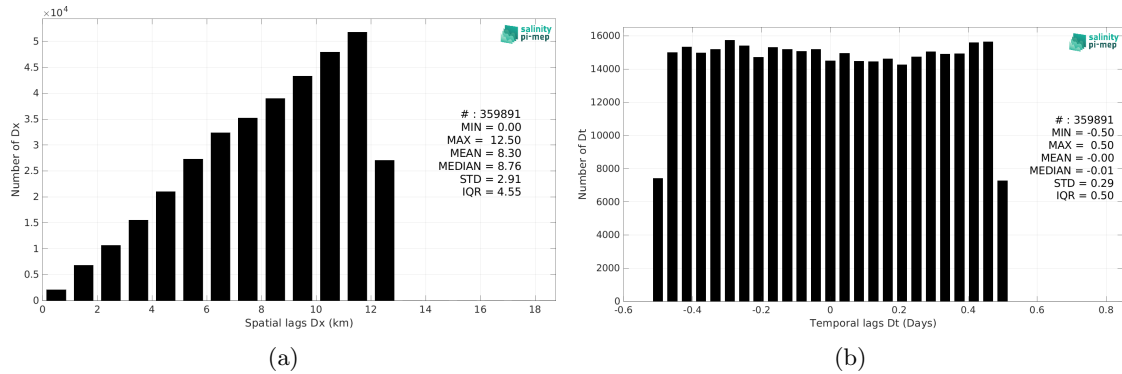 ×10⁴
5
4.5
4
3.5
3
2.5
2
1.5
1
0.5
0
Number of Dx
0 2 4 6 8 10 12 14 16 18
Spatial lags Dx (km)
salinity
pi-mep
# : 359891
MIN = 0.00
MAX = 12.50
MEAN = 8.30
MEDIAN = 8.76
STD = 2.91
IQR = 4.55
(a)
16000
14000
12000
10000
8000
6000
4000
2000
0
Number of Dt
-0.6 -0.4 -0.2 0 0.2 0.4 0.6 0.8
Temporal lags Dt (Days)
salinity
pi-mep
# : 359891
MIN = -0.50
MAX = 0.50
MEAN = -0.00
MEDIAN = -0.01
STD = 0.29
IQR = 0.50
(b)